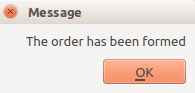 Message
The order has been formed
OK